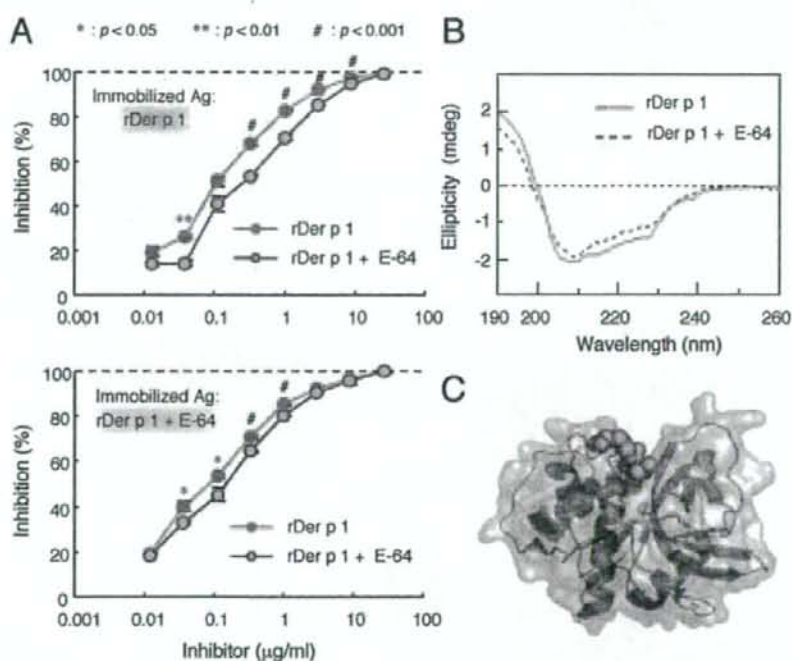 A
* : p < 0.05 ** : p < 0.01 # : p < 0.001
Inhibition (%)
100
80
60
40
20
0
Immobilized Ag:
rDer p 1
**
#
#
#
#
rDer p 1
rDer p 1 + E-64
0.001 0.01 0.1 1 10 100
Inhibition (%)
100
80
60
40
20
0
Immobilized Ag:
rDer p 1 + E-64
*
*
#
#
rDer p 1
rDer p 1 + E-64
0.001 0.01 0.1 1 10 100
Inhibitor (μg/ml)
B
Ellipticity (mdeg)
2
1
0
-1
-2
rDer p 1
rDer p 1 + E-64
190 200 220 240 260
Wavelength (nm)
C